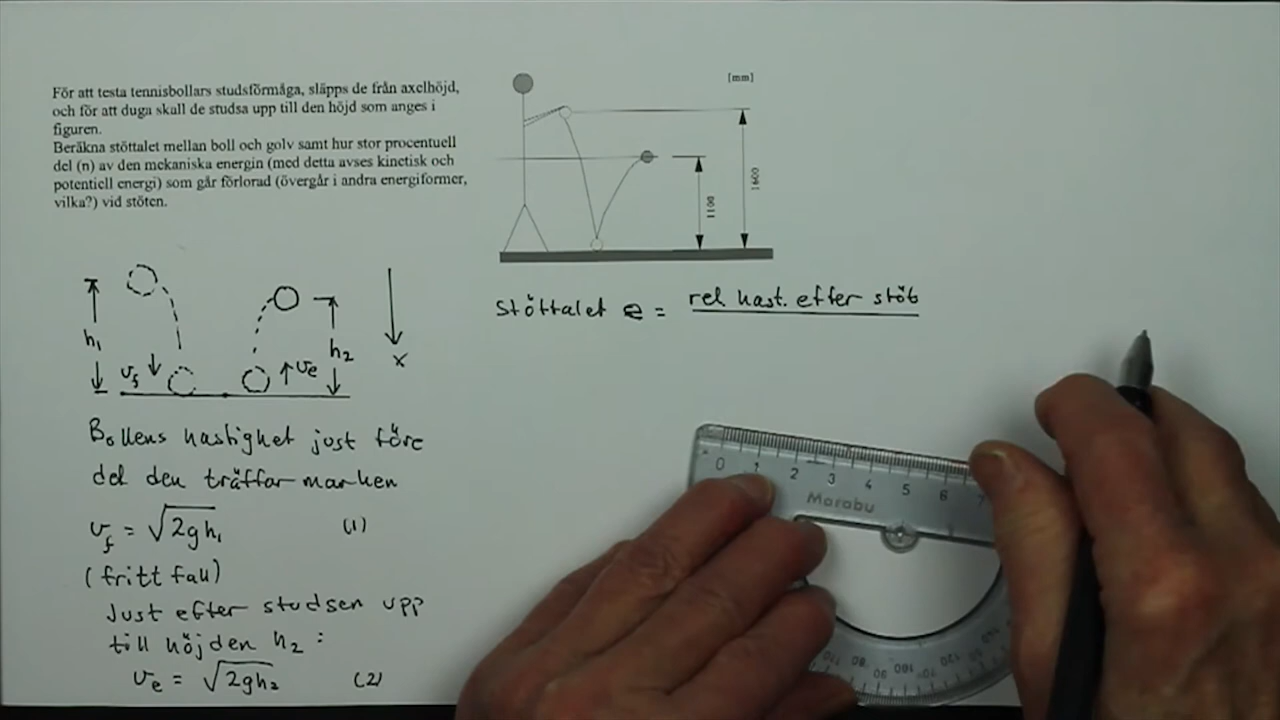 För att testa tennisbollars studsförmåga, släpps de från axelhöjd,
och för att duga skall de studsa upp till den höjd som anges i
figuren.
Beräkna stöttalet mellan boll och golv samt hur stor procentuell
del (n) av den mekaniska energin (med detta avses kinetisk och
potentiell energi) som går förlorad (övergår i andra energiformer,
vilka?) vid stöten.
[mm]
1100
1600
Stöttalet e = rel. hast. efter stöt
h₁
v_f
v_e
h₂
x
Bollens hastighet just före
det den träffar marken
v_f = √2gh₁ (1)
(fritt fall)
Just efter studsen upp
till höjden h₂ :
v_e = √2gh₂ (2)
0 1 2 3 4 5 6 7
Marabu